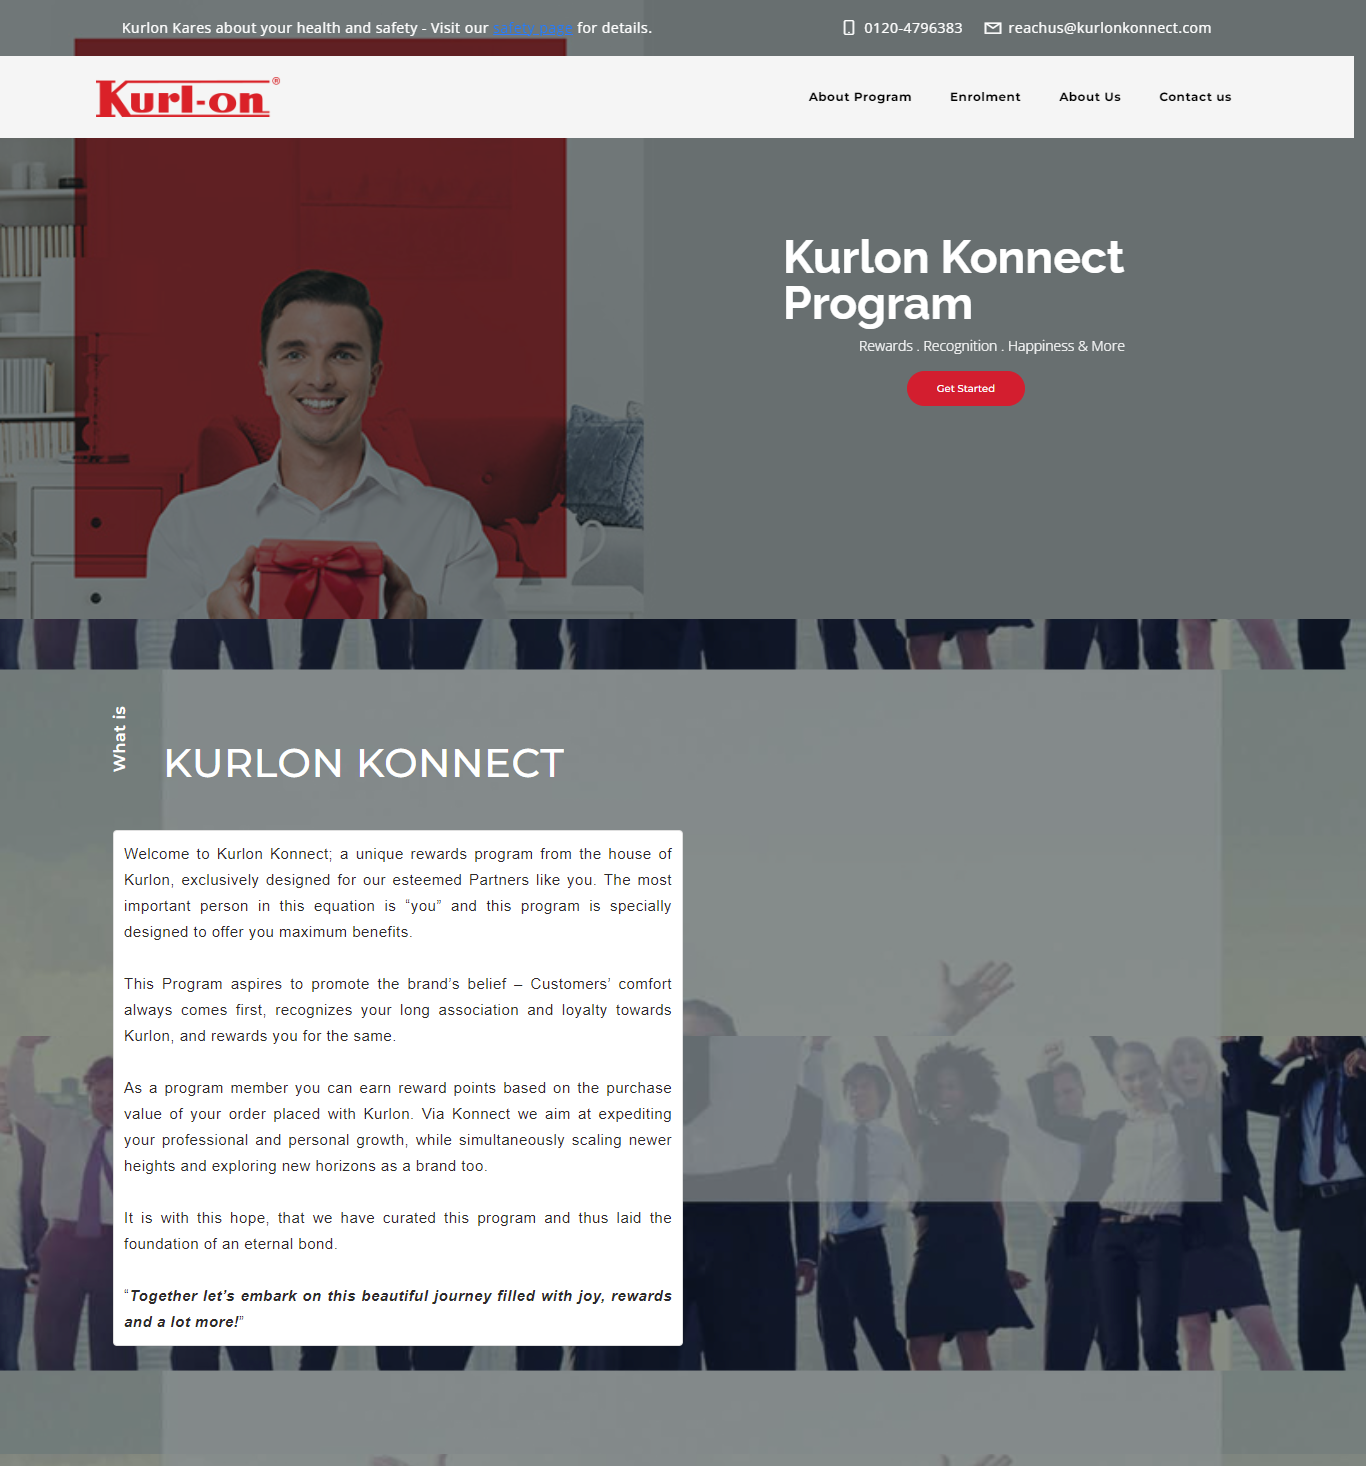 Kurlon Kares about your health and safety - Visit our safety page for details.
0120-4796383
reachus@kurlonkonnect.com
Kurl-on®
About Program
Enrolment
About Us
Contact us
Kurlon Konnect
Program
Rewards . Recognition . Happiness & More
Get Started
What is
KURLON KONNECT
Welcome to Kurlon Konnect; a unique rewards program from the house of
Kurlon, exclusively designed for our esteemed Partners like you. The most
important person in this equation is “you” and this program is specially
designed to offer you maximum benefits.
This Program aspires to promote the brand’s belief – Customers’ comfort
always comes first, recognizes your long association and loyalty towards
Kurlon, and rewards you for the same.
As a program member you can earn reward points based on the purchase
value of your order placed with Kurlon. Via Konnect we aim at expediting
your professional and personal growth, while simultaneously scaling newer
heights and exploring new horizons as a brand too.
It is with this hope, that we have curated this program and thus laid the
foundation of an eternal bond.
“Together let’s embark on this beautiful journey filled with joy, rewards
and a lot more!”